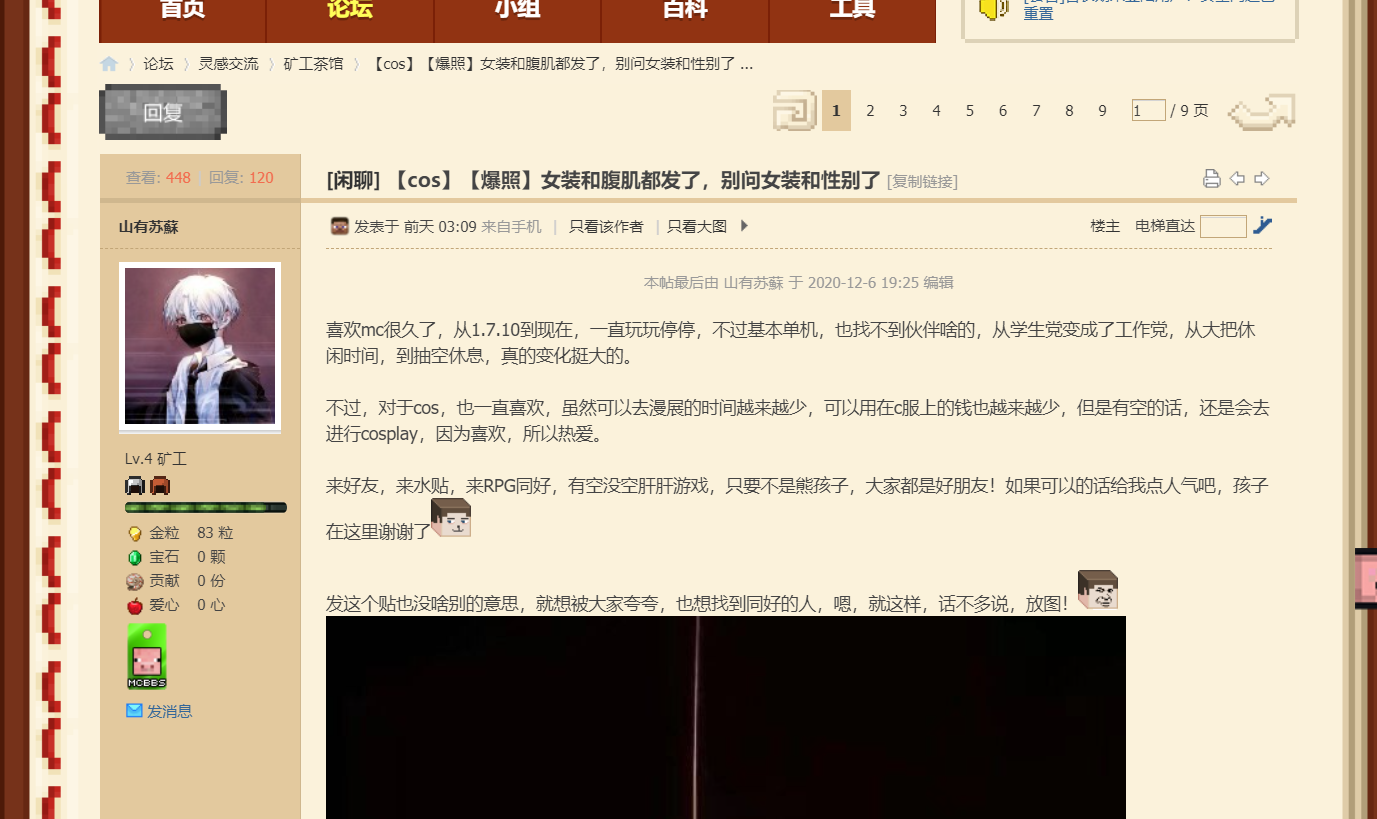 首页 论坛 小组 百科 工具
重置
论坛 〉 灵感交流 〉 矿工茶馆 〉 【cos】【爆照】女装和腹肌都发了，别问女装和性别了 ...
回复
1 2 3 4 5 6 7 8 9 1 / 9 页
查看: 448 回复: 120
[闲聊] 【cos】【爆照】女装和腹肌都发了，别问女装和性别了 [复制链接]
山有苏蘇
发表于 前天 03:09 来自手机 | 只看该作者 | 只看大图
楼主 电梯直达
本帖最后由 山有苏蘇 于 2020-12-6 19:25 编辑
喜欢mc很久了，从1.7.10到现在，一直玩玩停停，不过基本单机，也找不到伙伴啥的，从学生党变成了工作党，从大把休
闲时间，到抽空休息，真的变化挺大的。
不过，对于cos，也一直喜欢，虽然可以去漫展的时间越来越少，可以用在c服上的钱也越来越少，但是有空的话，还是会去
进行cosplay，因为喜欢，所以热爱。
来好友，来水贴，来RPG同好，有空没空肝肝游戏，只要不是熊孩子，大家都是好朋友！如果可以的话给我点人气吧，孩子
在这里谢谢了
发这个贴也没啥别的意思，就想被大家夸夸，也想找到同好的人，嗯，就这样，话不多说，放图！
Lv.4 矿工
金粒 83 粒
宝石 0 颗
贡献 0 份
爱心 0 心
MCBBS
发消息